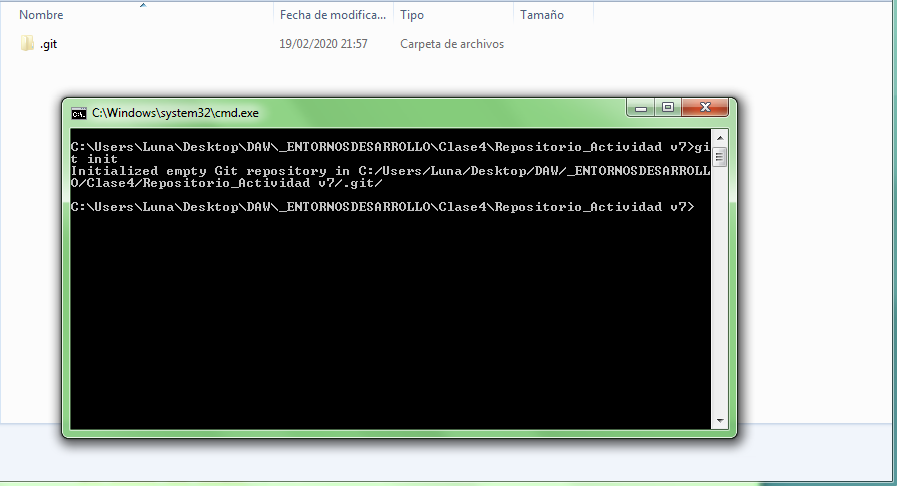 Nombre Fecha de modifica... Tipo Tamaño
.git 19/02/2020 21:57 Carpeta de archivos
C:\. C:\Windows\system32\cmd.exe
C:\Users\Luna\Desktop\DAW\_ENTORNOSDESARROLLO\Clase4\Repositorio_Actividad v7>gi
t init
Initialized empty Git repository in C:/Users/Luna/Desktop/DAW/_ENTORNOSDESARROLL
O/Clase4/Repositorio_Actividad v7/.git/
C:\Users\Luna\Desktop\DAW\_ENTORNOSDESARROLLO\Clase4\Repositorio_Actividad v7>